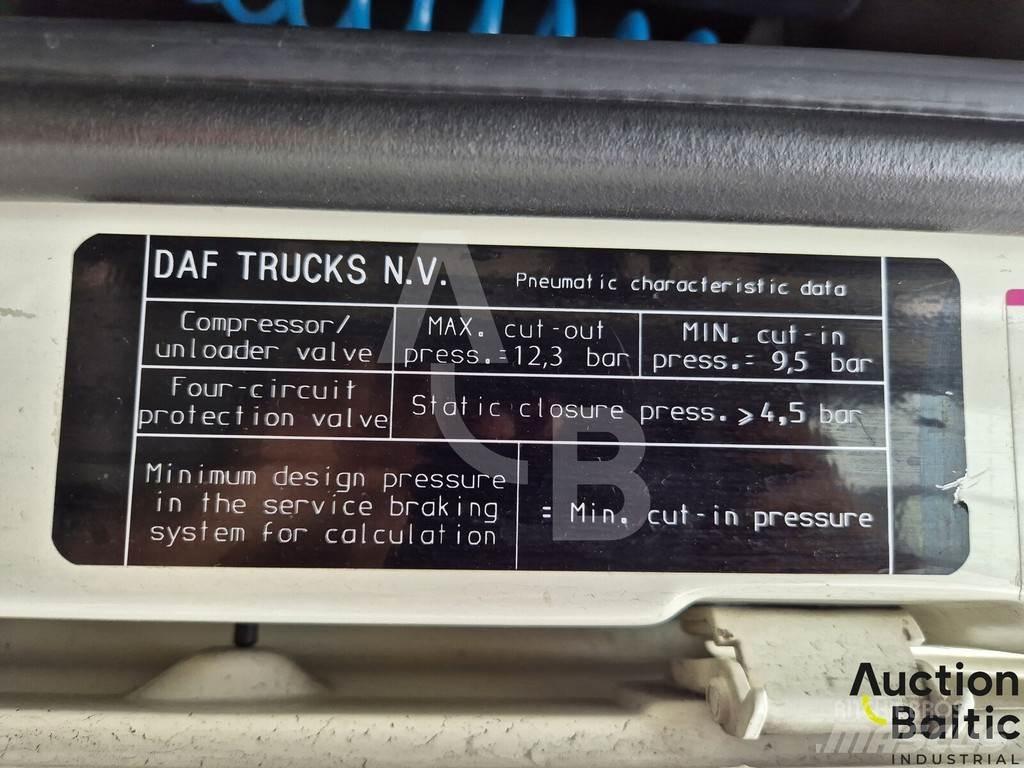 DAF TRUCKS N.V. Pneumatic characteristic data
Compressor/
unloader valve
MAX. cut-out
press.=12,3 bar
MIN. cut-in
press.= 9,5 bar
Four-circuit
protection valve
Static closure press. ⩾ 4,5 bar
Minimum design pressure
in the service braking
system for calculation
= Min. cut-in pressure
ACB
Auction
Baltic
INDUSTRIAL